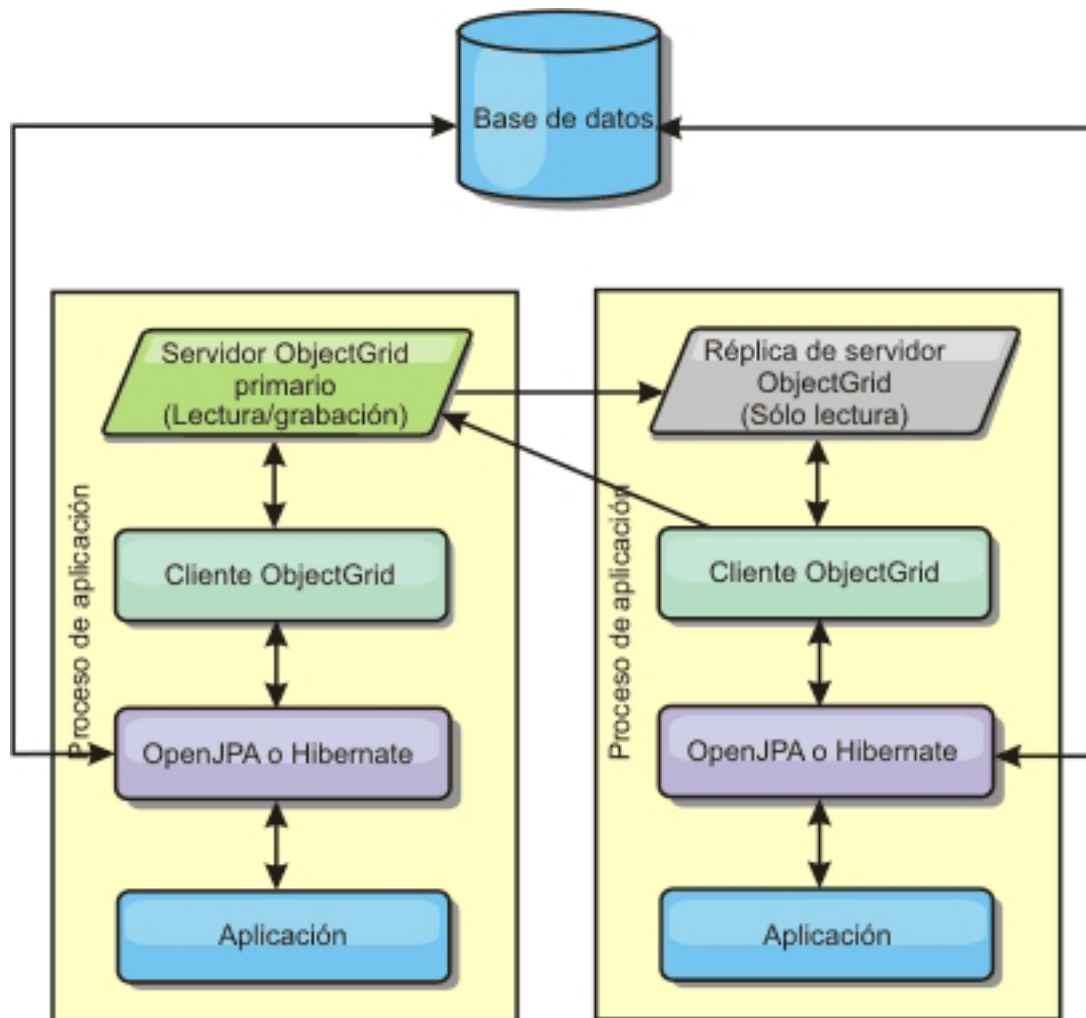 Base de datos
Servidor ObjectGrid
primario
(Lectura/grabación)
Proceso de aplicación
Cliente ObjectGrid
OpenJPA o Hibernate
Aplicación
Réplica de servidor
ObjectGrid
(Sólo lectura)
Proceso de aplicación
Cliente ObjectGrid
OpenJPA o Hibernate
Aplicación